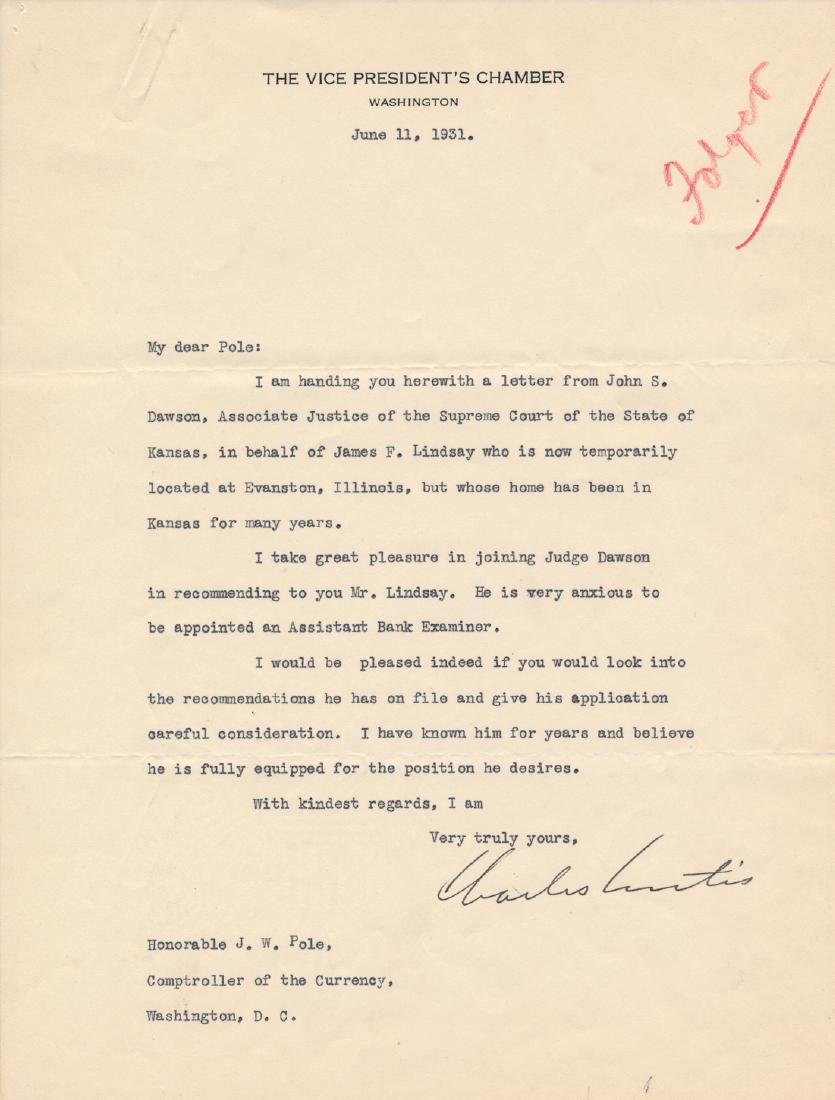 THE VICE PRESIDENT'S CHAMBER
WASHINGTON
June 11, 1931.
Folger
My dear Pole:
I am handing you herewith a letter from John S.
Dawson, Associate Justice of the Supreme Court of the State of
Kansas, in behalf of James F. Lindsay who is now temporarily
located at Evanston, Illinois, but whose home has been in
Kansas for many years.
I take great pleasure in joining Judge Dawson
in recommending to you Mr. Lindsay. He is very anxious to
be appointed an Assistant Bank Examiner.
I would be pleased indeed if you would look into
the recommendations he has on file and give his application
careful consideration. I have known him for years and believe
he is fully equipped for the position he desires.
With kindest regards, I am
Very truly yours,
Charles Curtis
Honorable J. W. Pole,
Comptroller of the Currency,
Washington, D. C.